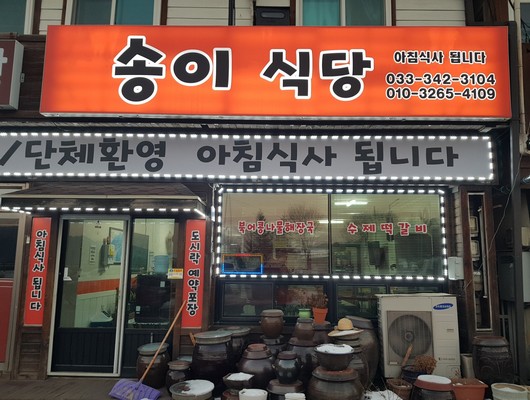 송이 식당
아침식사 됩니다
033-342-3104
010-3265-4109
/단체환영 아침식사 됩니다
북어콩나물해장국
수제떡갈비
아침식사 됩니다
도시락 예약포장
SAMSUNG